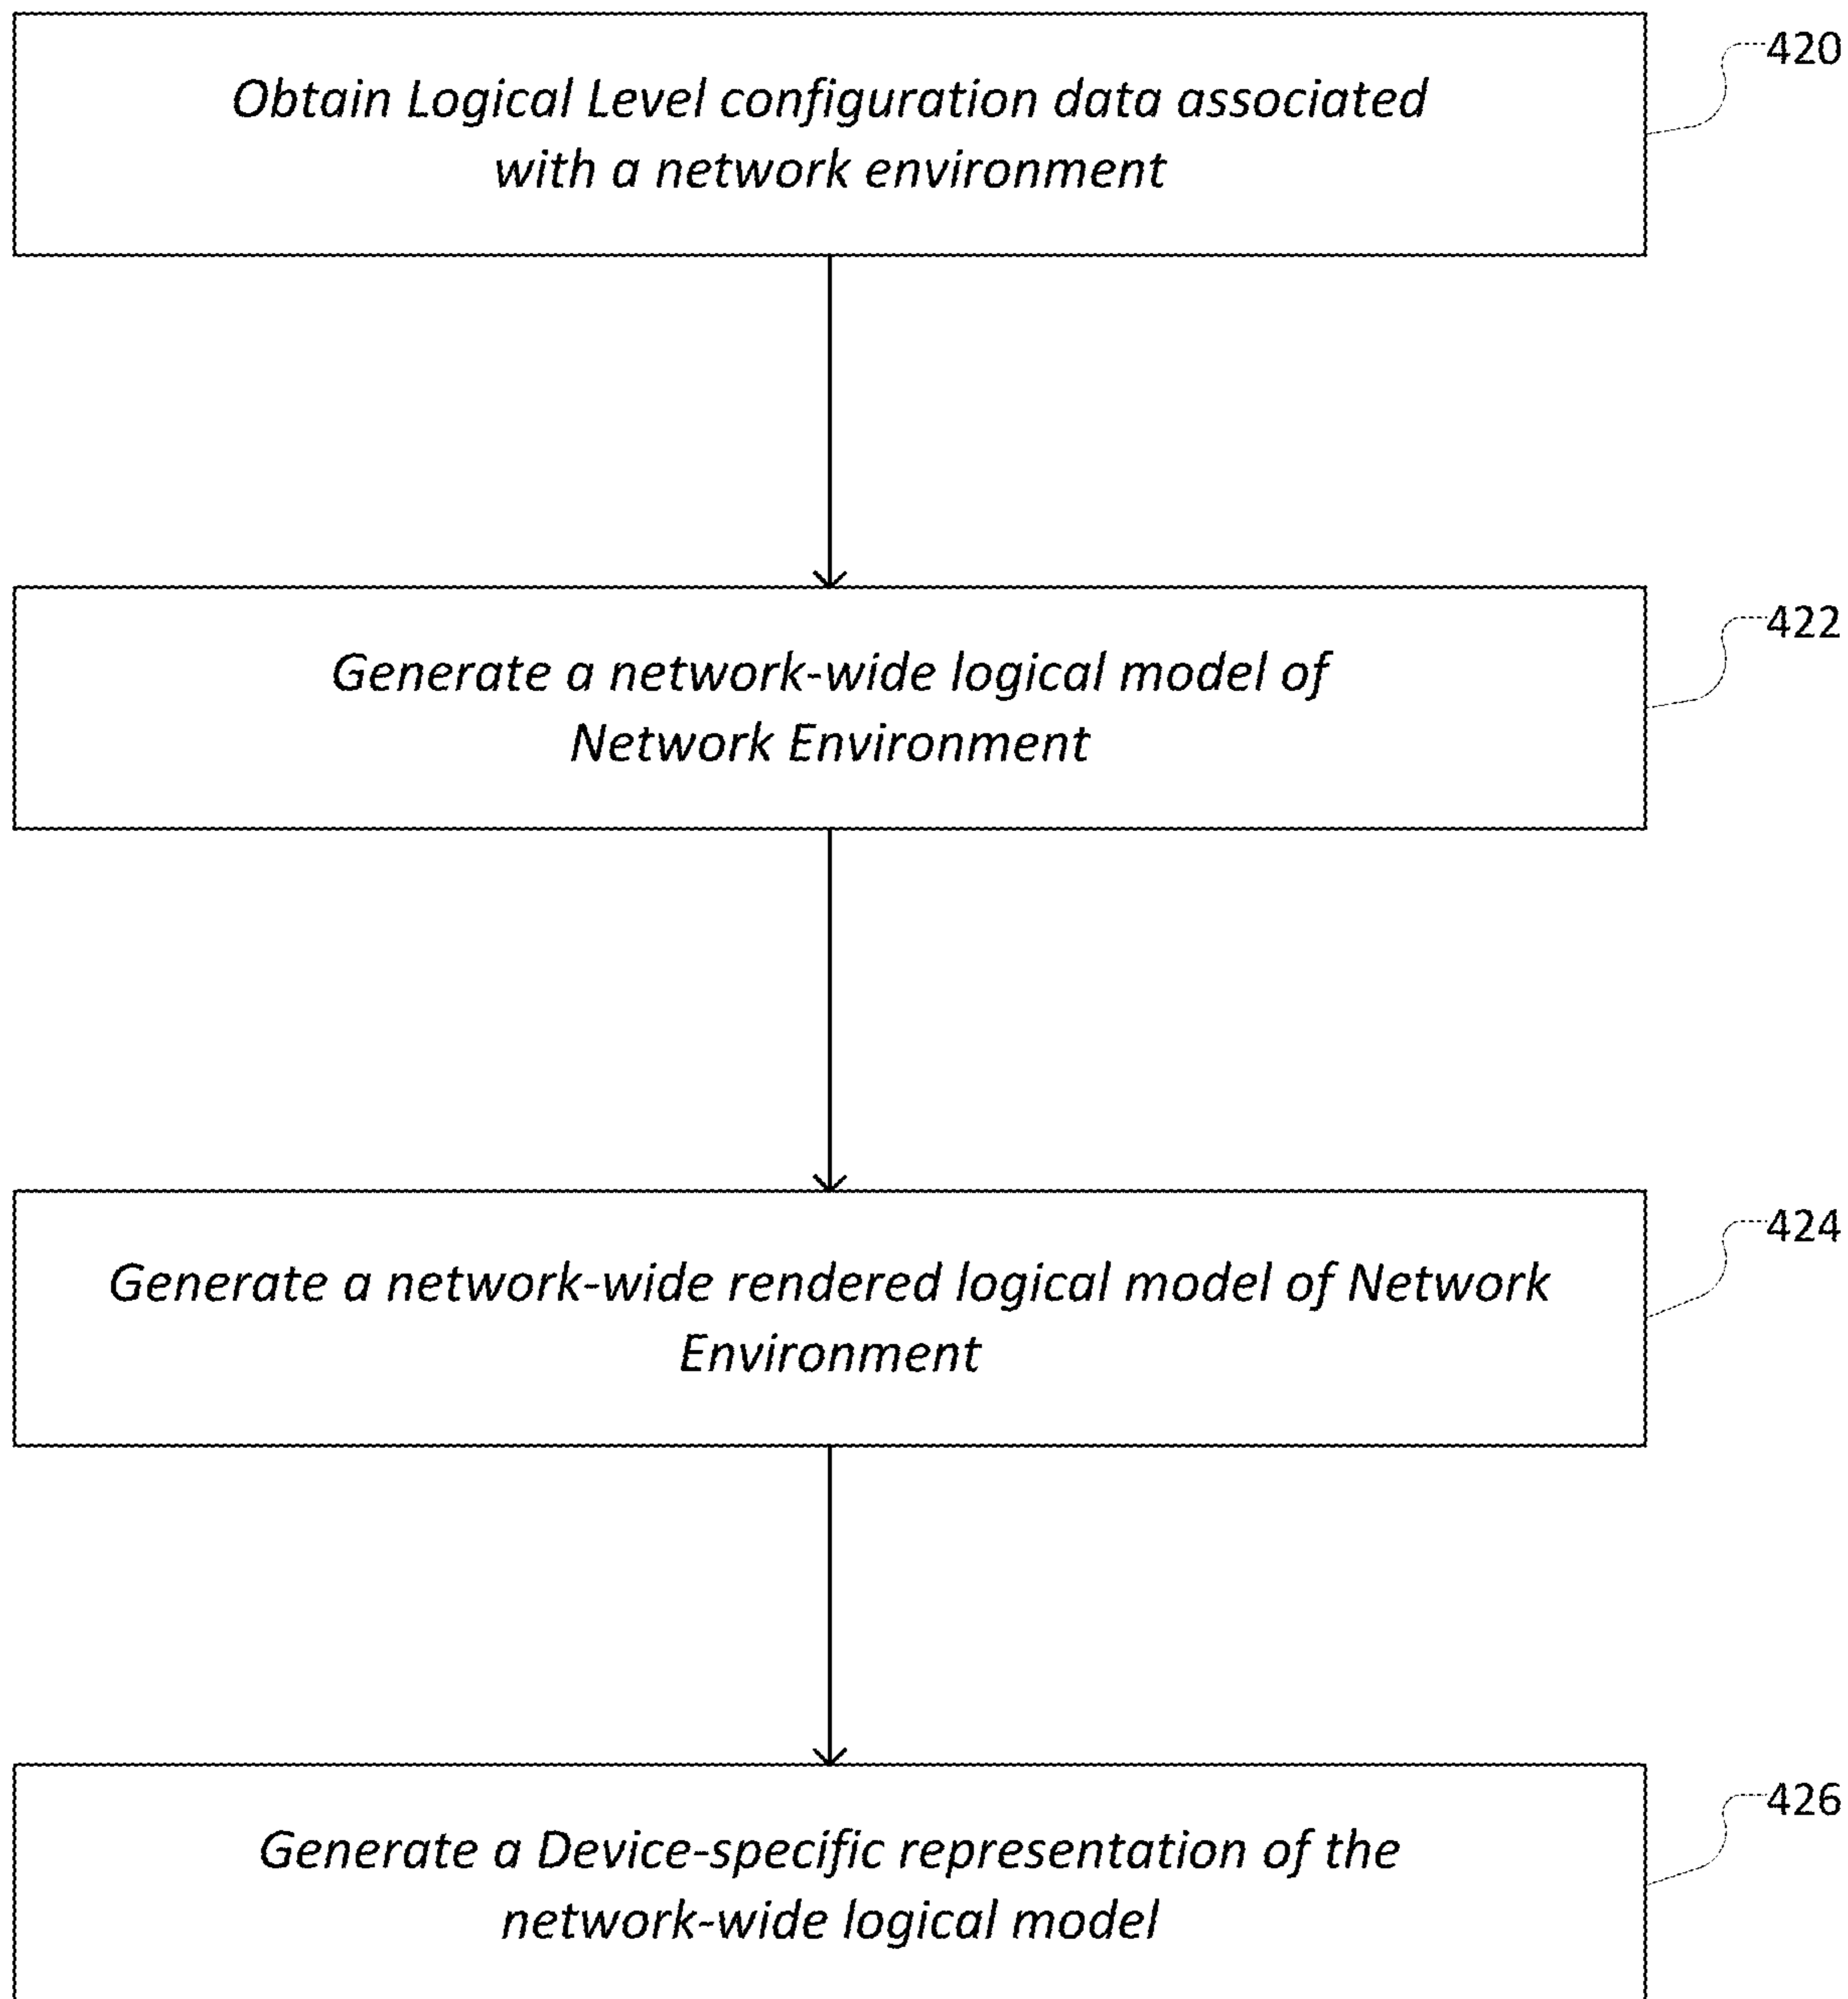 420
Obtain Logical Level configuration data associated
with a network environment
422
Generate a network-wide logical model of
Network Environment
424
Generate a network-wide rendered logical model of Network
Environment
426
Generate a Device-specific representation of the
network-wide logical model